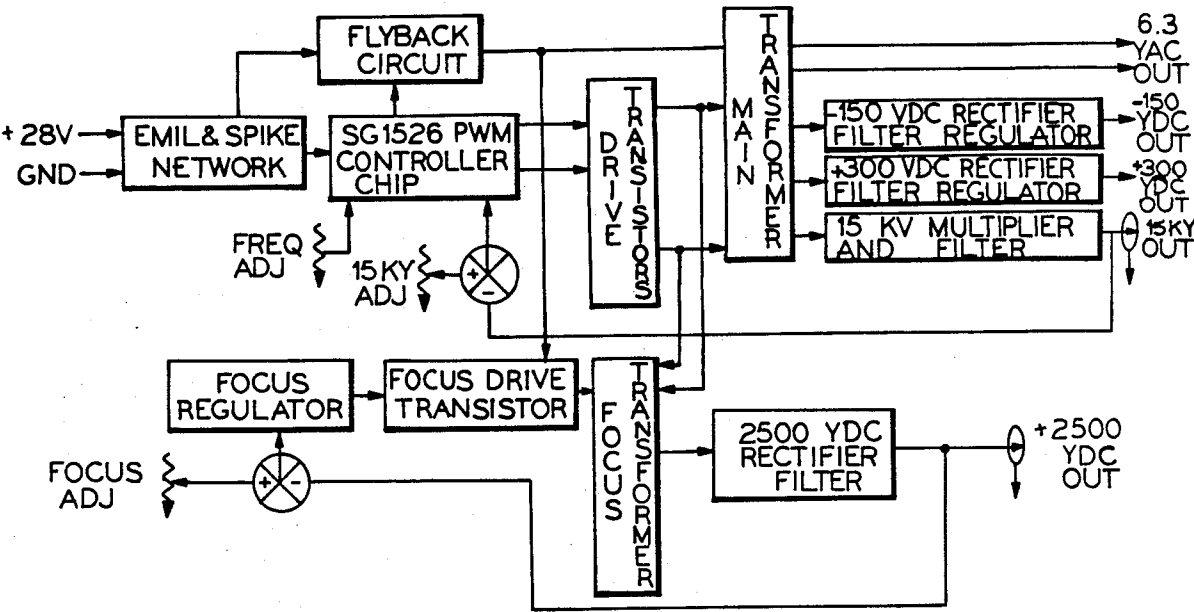 FLYBACK
CIRCUIT
6.3
YAC
OUT
+28V
GND
EMIL & SPIKE
NETWORK
SG1526 PWM
CONTROLLER
CHIP
DRIVE
TRANSISTORS
MAIN
TRANSFORMER
-150 VDC RECTIFIER
FILTER REGULATOR
-150
YDC
OUT
+300 VDC RECTIFIER
FILTER REGULATOR
+300
YDC
OUT
15 KV MULTIPLIER
AND FILTER
15KY
OUT
FREQ
ADJ
15KY
ADJ
+
-
FOCUS
REGULATOR
FOCUS DRIVE
TRANSISTOR
FOCUS
TRANSFORMER
2500 YDC
RECTIFIER
FILTER
+2500
YDC
OUT
FOCUS
ADJ
+ -